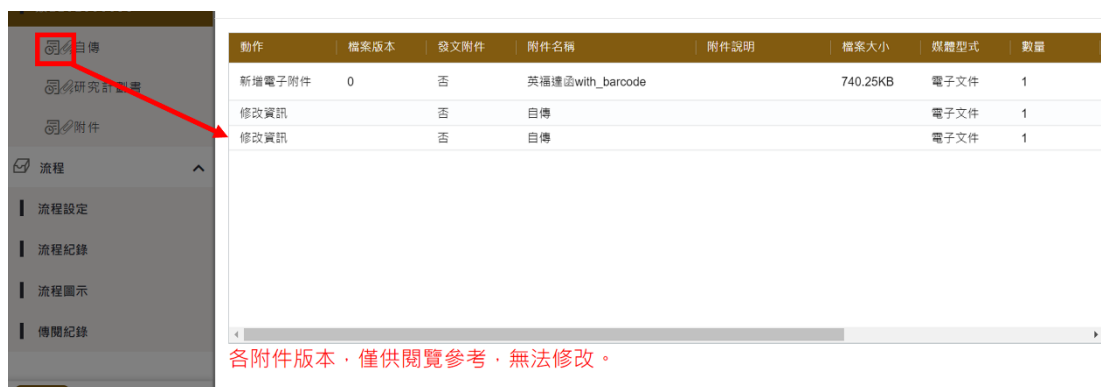 自傳
研究計劃書
附件
流程
流程設定
流程紀錄
流程圖示
傳閱紀錄
動作 檔案版本 發文附件 附件名稱 附件說明 檔案大小 媒體型式 數量
新增電子附件 0 否 英福達函with_barcode 740.25KB 電子文件 1
修改資訊 否 自傳 電子文件 1
修改資訊 否 自傳 電子文件 1
各附件版本，僅供閱覽參考，無法修改。